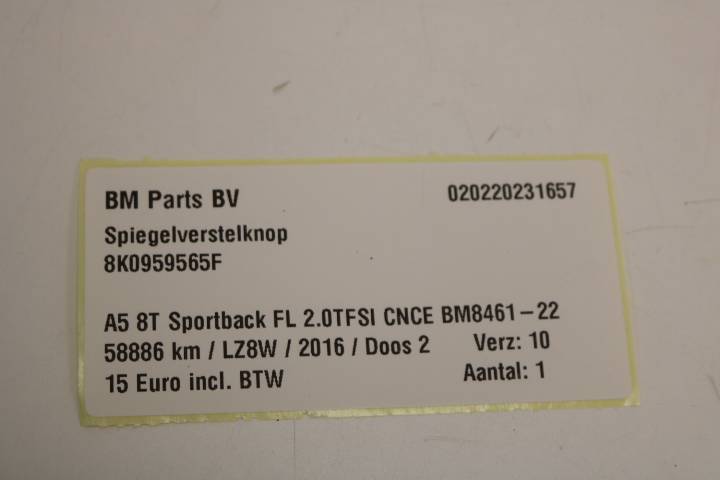 BM Parts BV 020220231657
Spiegelverstelknop
8K0959565F
A5 8T Sportback FL 2.0TFSI CNCE BM8461-22
58886 km / LZ8W / 2016 / Doos 2 Verz: 10
15 Euro incl. BTW Aantal: 1